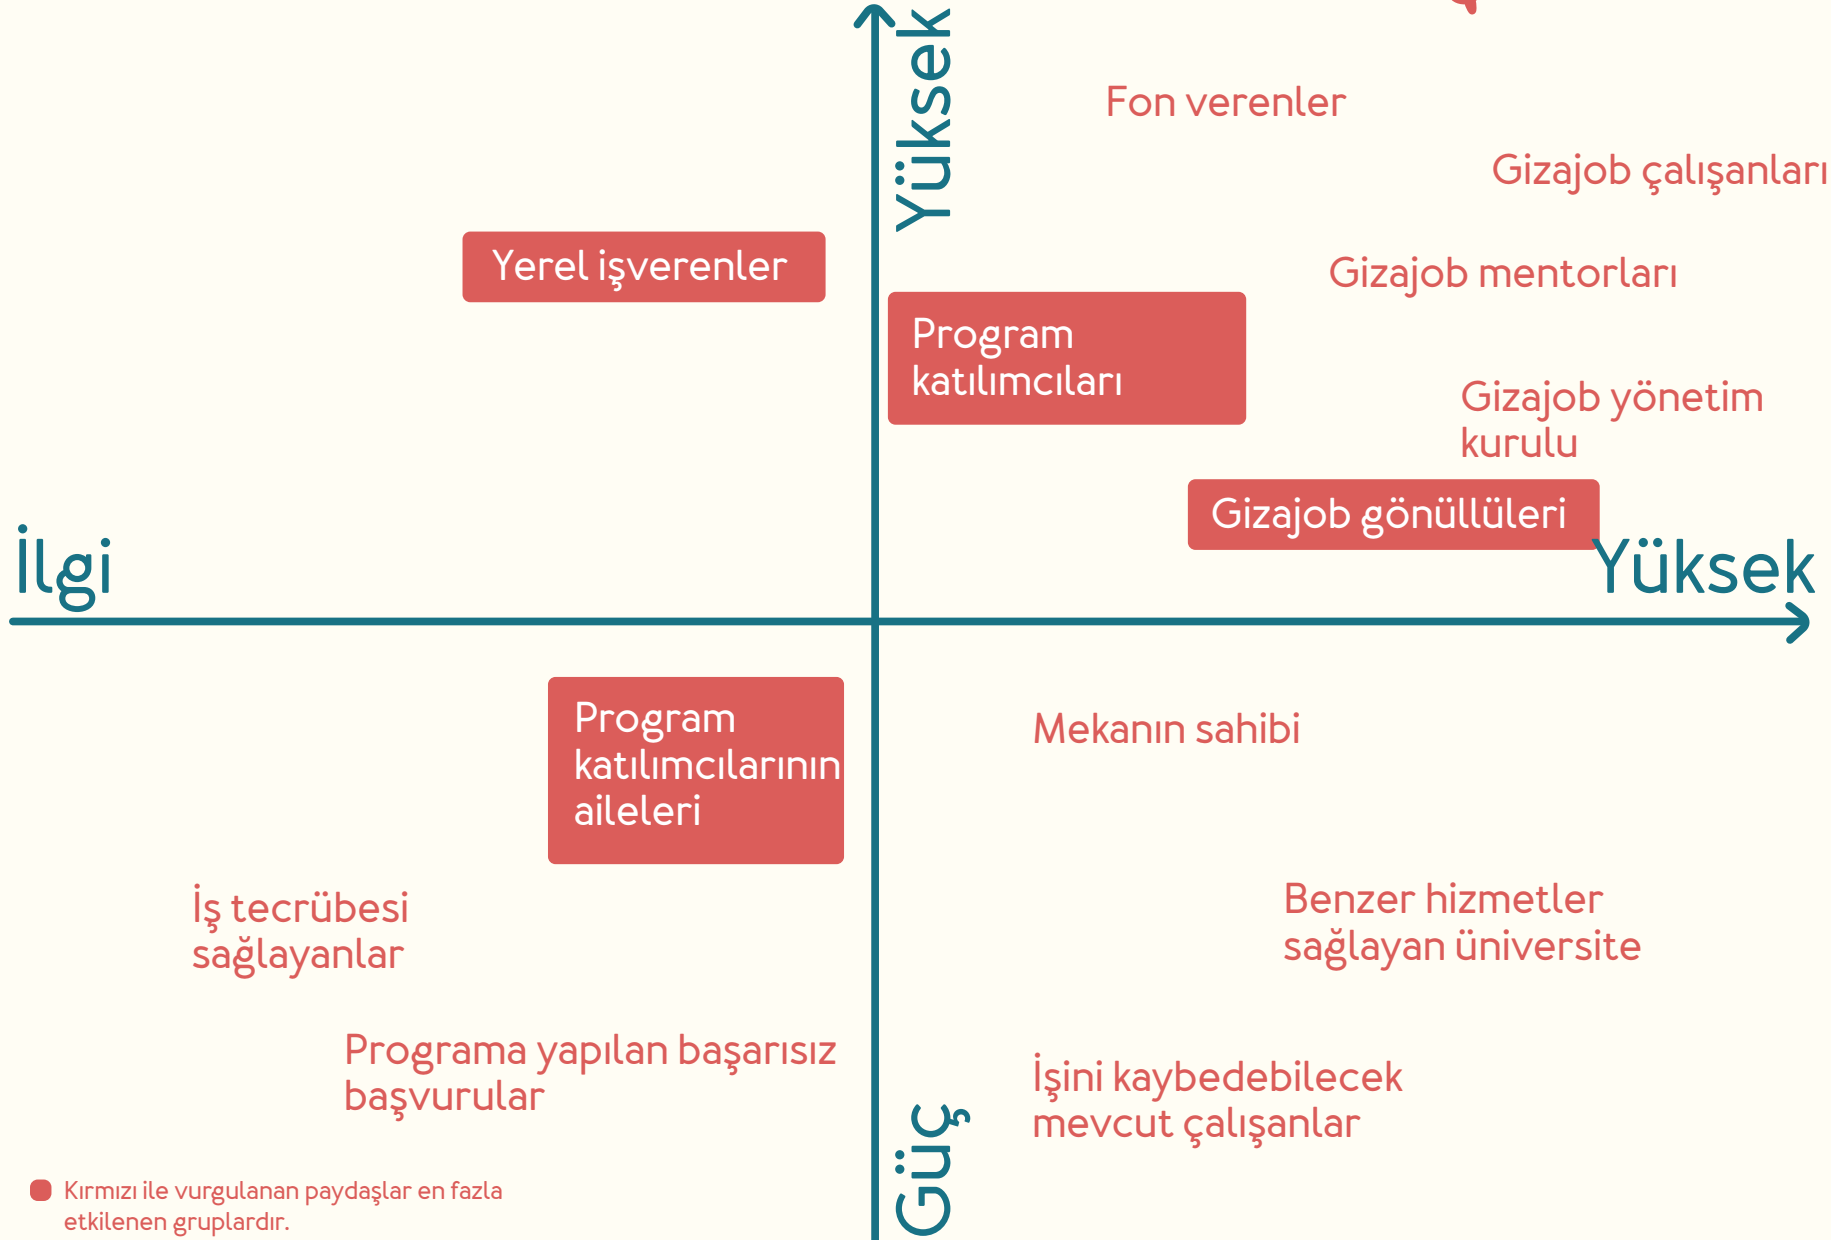 Yüksek
Fon verenler
Gizajob çalışanları
Yerel işverenler
Gizajob mentorları
Program
katılımcıları
Gizajob yönetim
kurulu
Gizajob gönüllüleri
İlgi
Yüksek
Program
katılımcılarının
aileleri
Mekanın sahibi
İş tecrübesi
sağlayanlar
Benzer hizmetler
sağlayan üniversite
Programa yapılan başarısız
başvurular
İşini kaybedebilecek
mevcut çalışanlar
Güç
Kırmızı ile vurgulanan paydaşlar en fazla
etkilenen gruplardır.